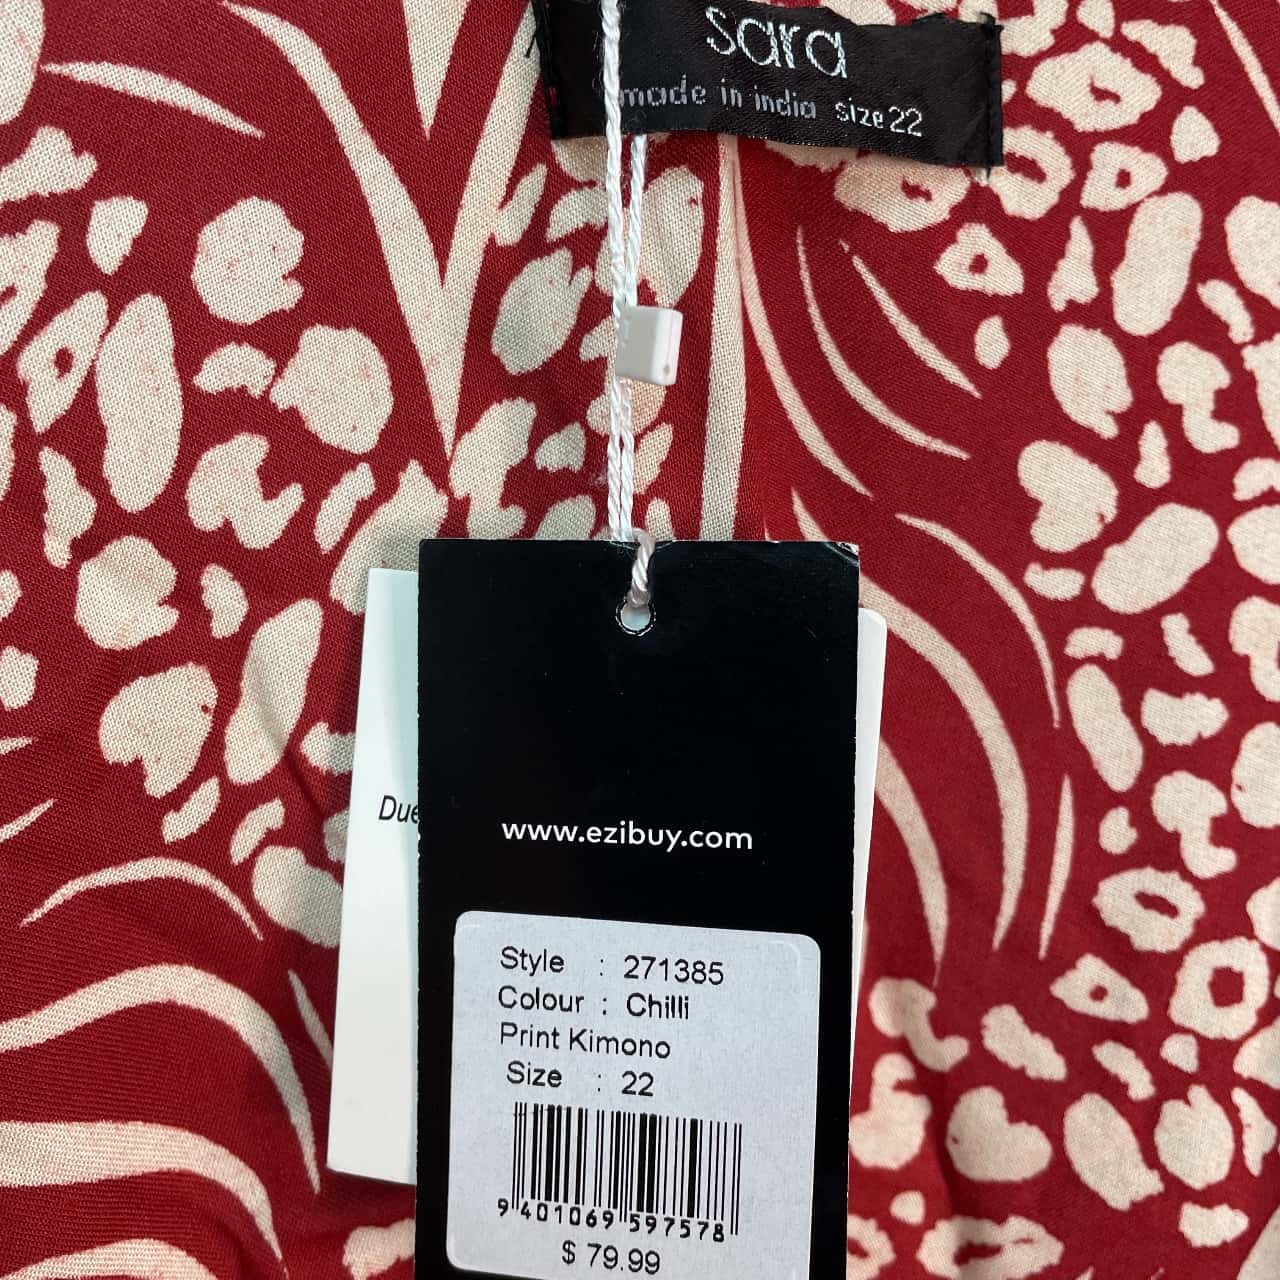 sara
made in india size 22
Due
www.ezibuy.com
Style : 271385
Colour : Chilli
Print Kimono
Size : 22
9 401069 597578
$ 79.99